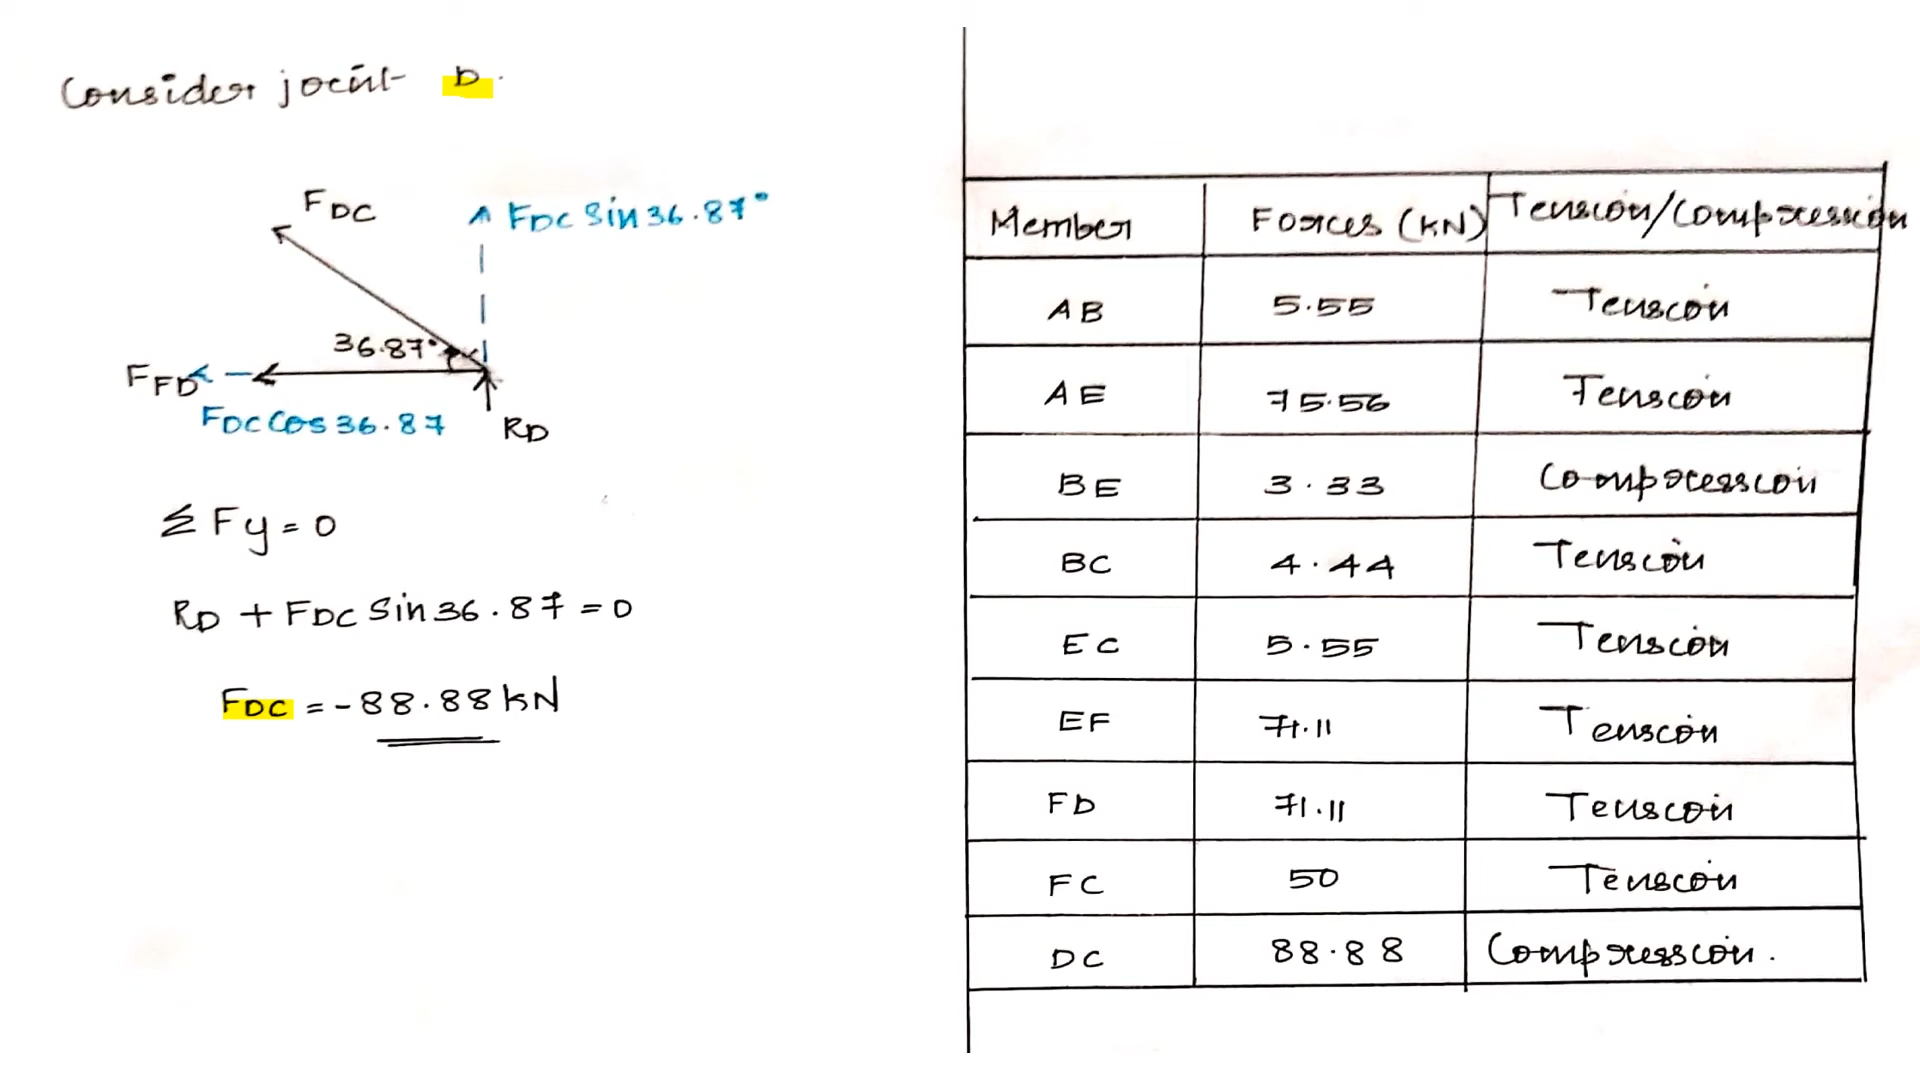 Consider joint D.
FDC
FDC Sin 36.87°
36.87°
FFD
FDC Cos 36.87
RD
ΣFy = 0
RD + FDC Sin 36.87 = 0
FDC = -88.88 kN
Member Forces (kN) Tension/Compression
AB 5.55 Tension
AE 75.56 Tension
BE 3.33 Compression
BC 4.44 Tension
EC 5.55 Tension
EF 71.11 Tension
FD 71.11 Tension
FC 50 Tension
DC 88.88 Compression.